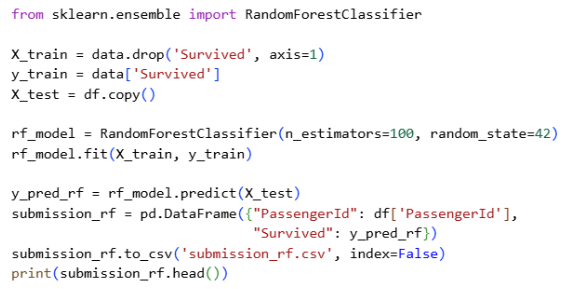 from sklearn.ensemble import RandomForestClassifier
X_train = data.drop('Survived', axis=1)
y_train = data['Survived']
X_test = df.copy()
rf_model = RandomForestClassifier(n_estimators=100, random_state=42)
rf_model.fit(X_train, y_train)
y_pred_rf = rf_model.predict(X_test)
submission_rf = pd.DataFrame({"PassengerId": df['PassengerId'],
"Survived": y_pred_rf})
submission_rf.to_csv('submission_rf.csv', index=False)
print(submission_rf.head())